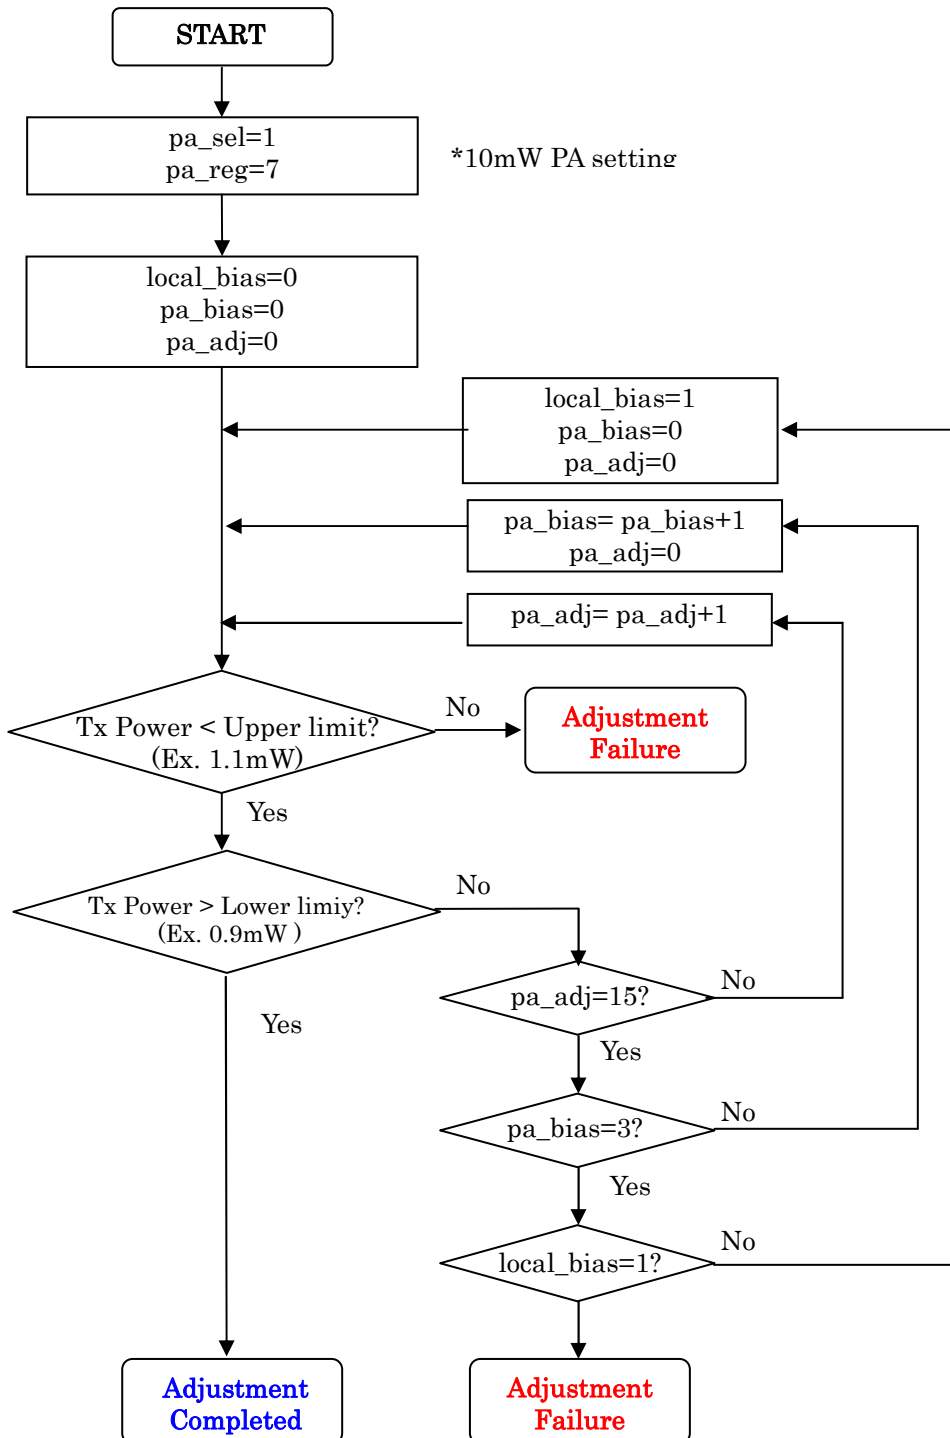 START
pa_sel=1
pa_reg=7
*10mW PA setting
local_bias=0
pa_bias=0
pa_adj=0
local_bias=1
pa_bias=0
pa_adj=0
pa_bias= pa_bias+1
pa_adj=0
pa_adj= pa_adj+1
Tx Power < Upper limit?
(Ex. 1.1mW)
No
Adjustment
Failure
Yes
Tx Power > Lower limiy?
(Ex. 0.9mW )
No
pa_adj=15?
No
Yes
Yes
pa_bias=3?
No
Yes
local_bias=1?
No
Adjustment
Completed
Adjustment
Failure